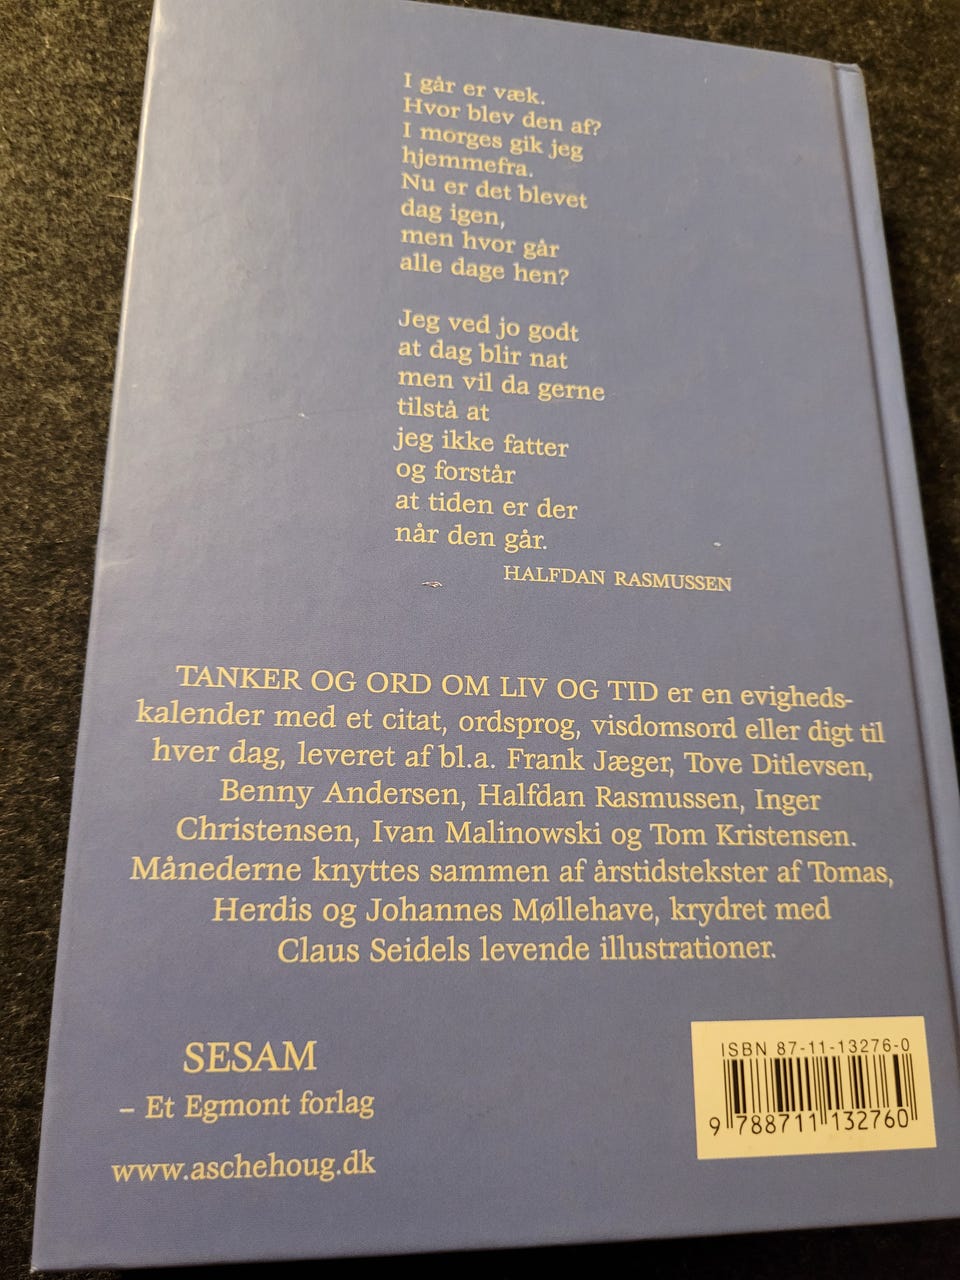 I går er væk.
Hvor blev den af?
I morges gik jeg
hjemmefra.
Nu er det blevet
dag igen,
men hvor går
alle dage hen?
Jeg ved jo godt
at dag blir nat
men vil da gerne
tilstå at
jeg ikke fatter
og forstår
at tiden er der
når den går.
HALFDAN RASMUSSEN
TANKER OG ORD OM LIV OG TID er en evigheds-
kalender med et citat, ordsprog, visdomsord eller digt til
hver dag, leveret af bl.a. Frank Jæger, Tove Ditlevsen,
Benny Andersen, Halfdan Rasmussen, Inger
Christensen, Ivan Malinowski og Tom Kristensen.
Månederne knyttes sammen af årstidstekster af Tomas,
Herdis og Johannes Møllehave, krydret med
Claus Seidels levende illustrationer.
SESAM
– Et Egmont forlag
www.aschehoug.dk
ISBN 87-11-13276-0
9 788711 132760